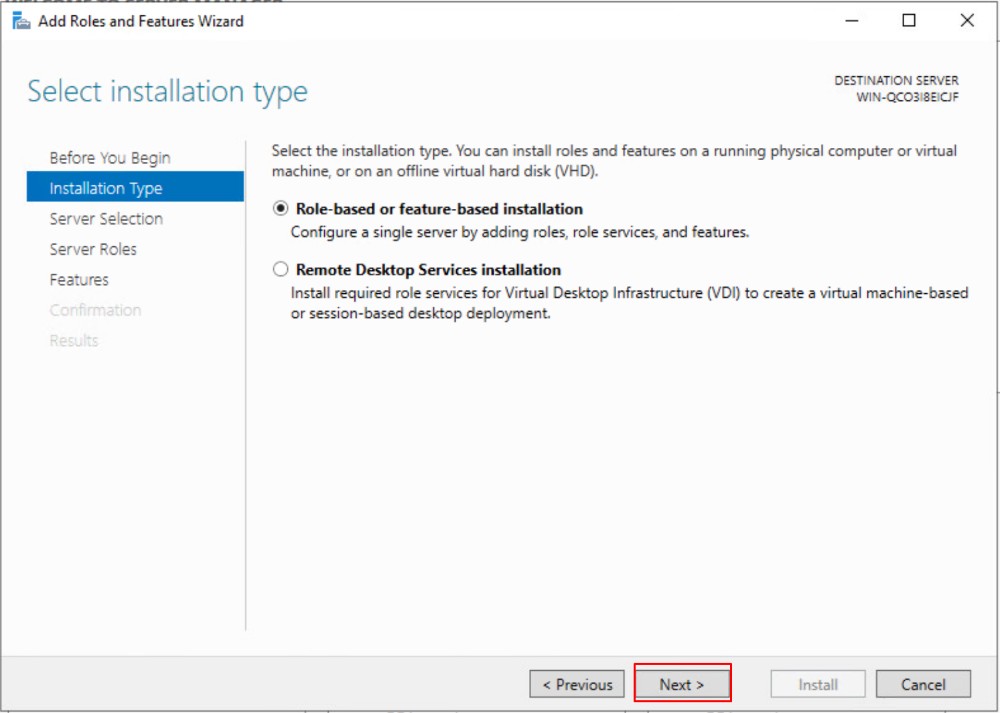 WELCOME TO SERVER MANAGER
Add Roles and Features Wizard
Select installation type
DESTINATION SERVER
WIN-QCO3I8EICJF
Before You Begin
Installation Type
Server Selection
Server Roles
Features
Confirmation
Results
Select the installation type. You can install roles and features on a running physical computer or virtual
machine, or on an offline virtual hard disk (VHD).
Role-based or feature-based installation
Configure a single server by adding roles, role services, and features.
Remote Desktop Services installation
Install required role services for Virtual Desktop Infrastructure (VDI) to create a virtual machine-based
or session-based desktop deployment.
< Previous
Next >
Install
Cancel